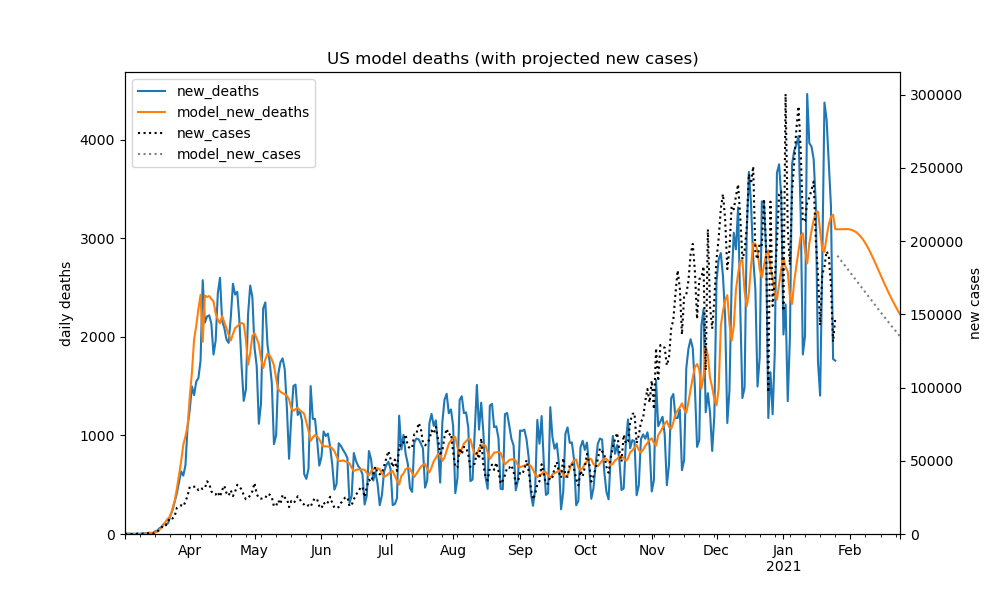 US model deaths (with projected new cases)
new_deaths
model_new_deaths
new_cases
model_new_cases
daily deaths
4000
3000
2000
1000
0
new cases
300000
250000
200000
150000
100000
50000
0
Apr May Jun Jul Aug Sep Oct Nov Dec Jan Feb
2021